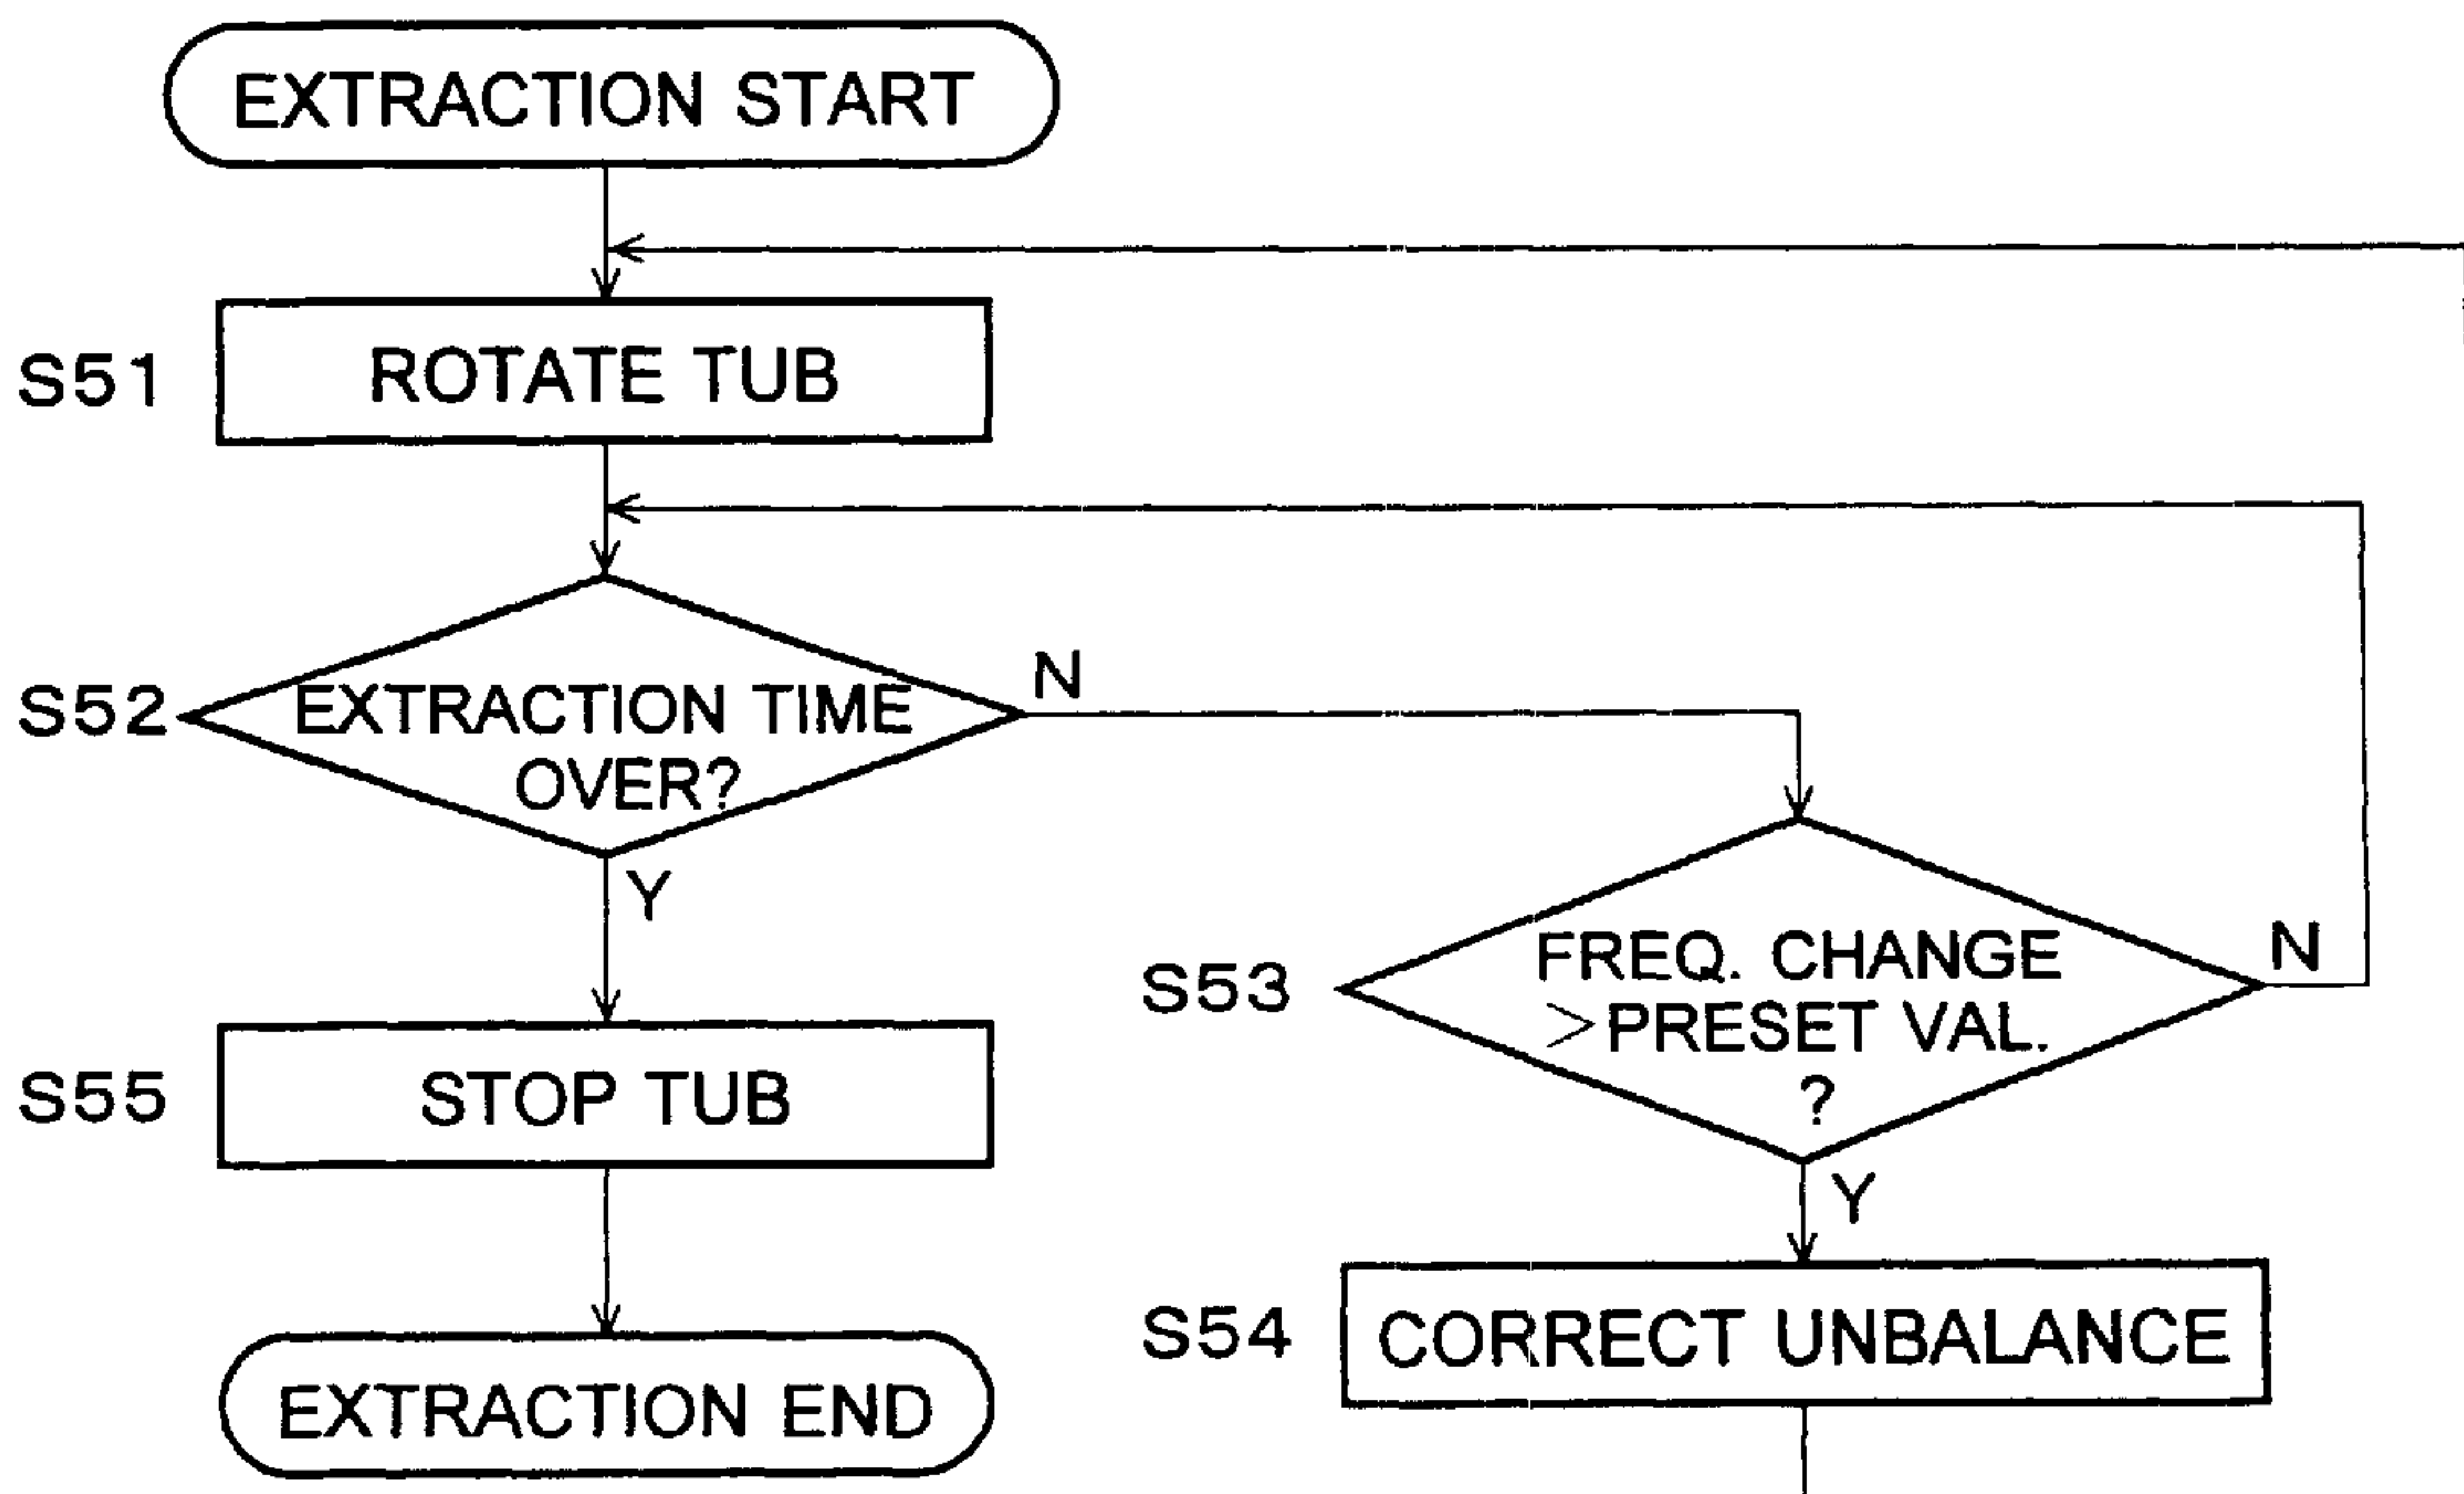 EXTRACTION START
S51
ROTATE TUB
S52
EXTRACTION TIME
OVER?
N
Y
S53
FREQ. CHANGE
>PRESET VAL.
?
N
Y
S55
STOP TUB
S54
CORRECT UNBALANCE
EXTRACTION END